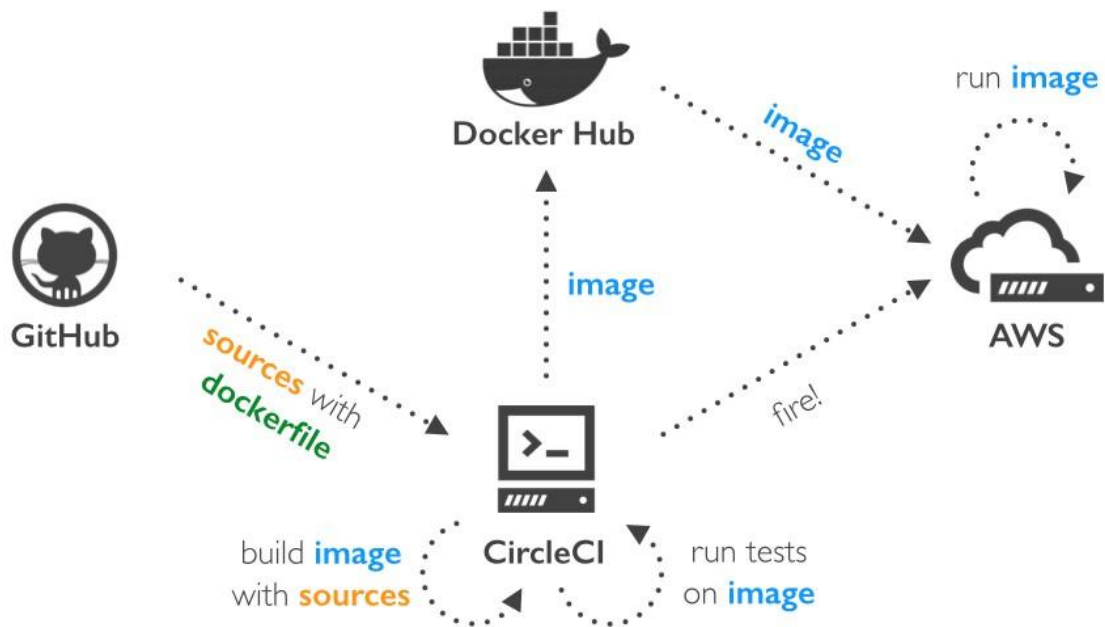 Docker Hub
run image
image
GitHub
image
AWS
sources with
dockerfile
fire!
CircleCI
build image
with sources
run tests
on image